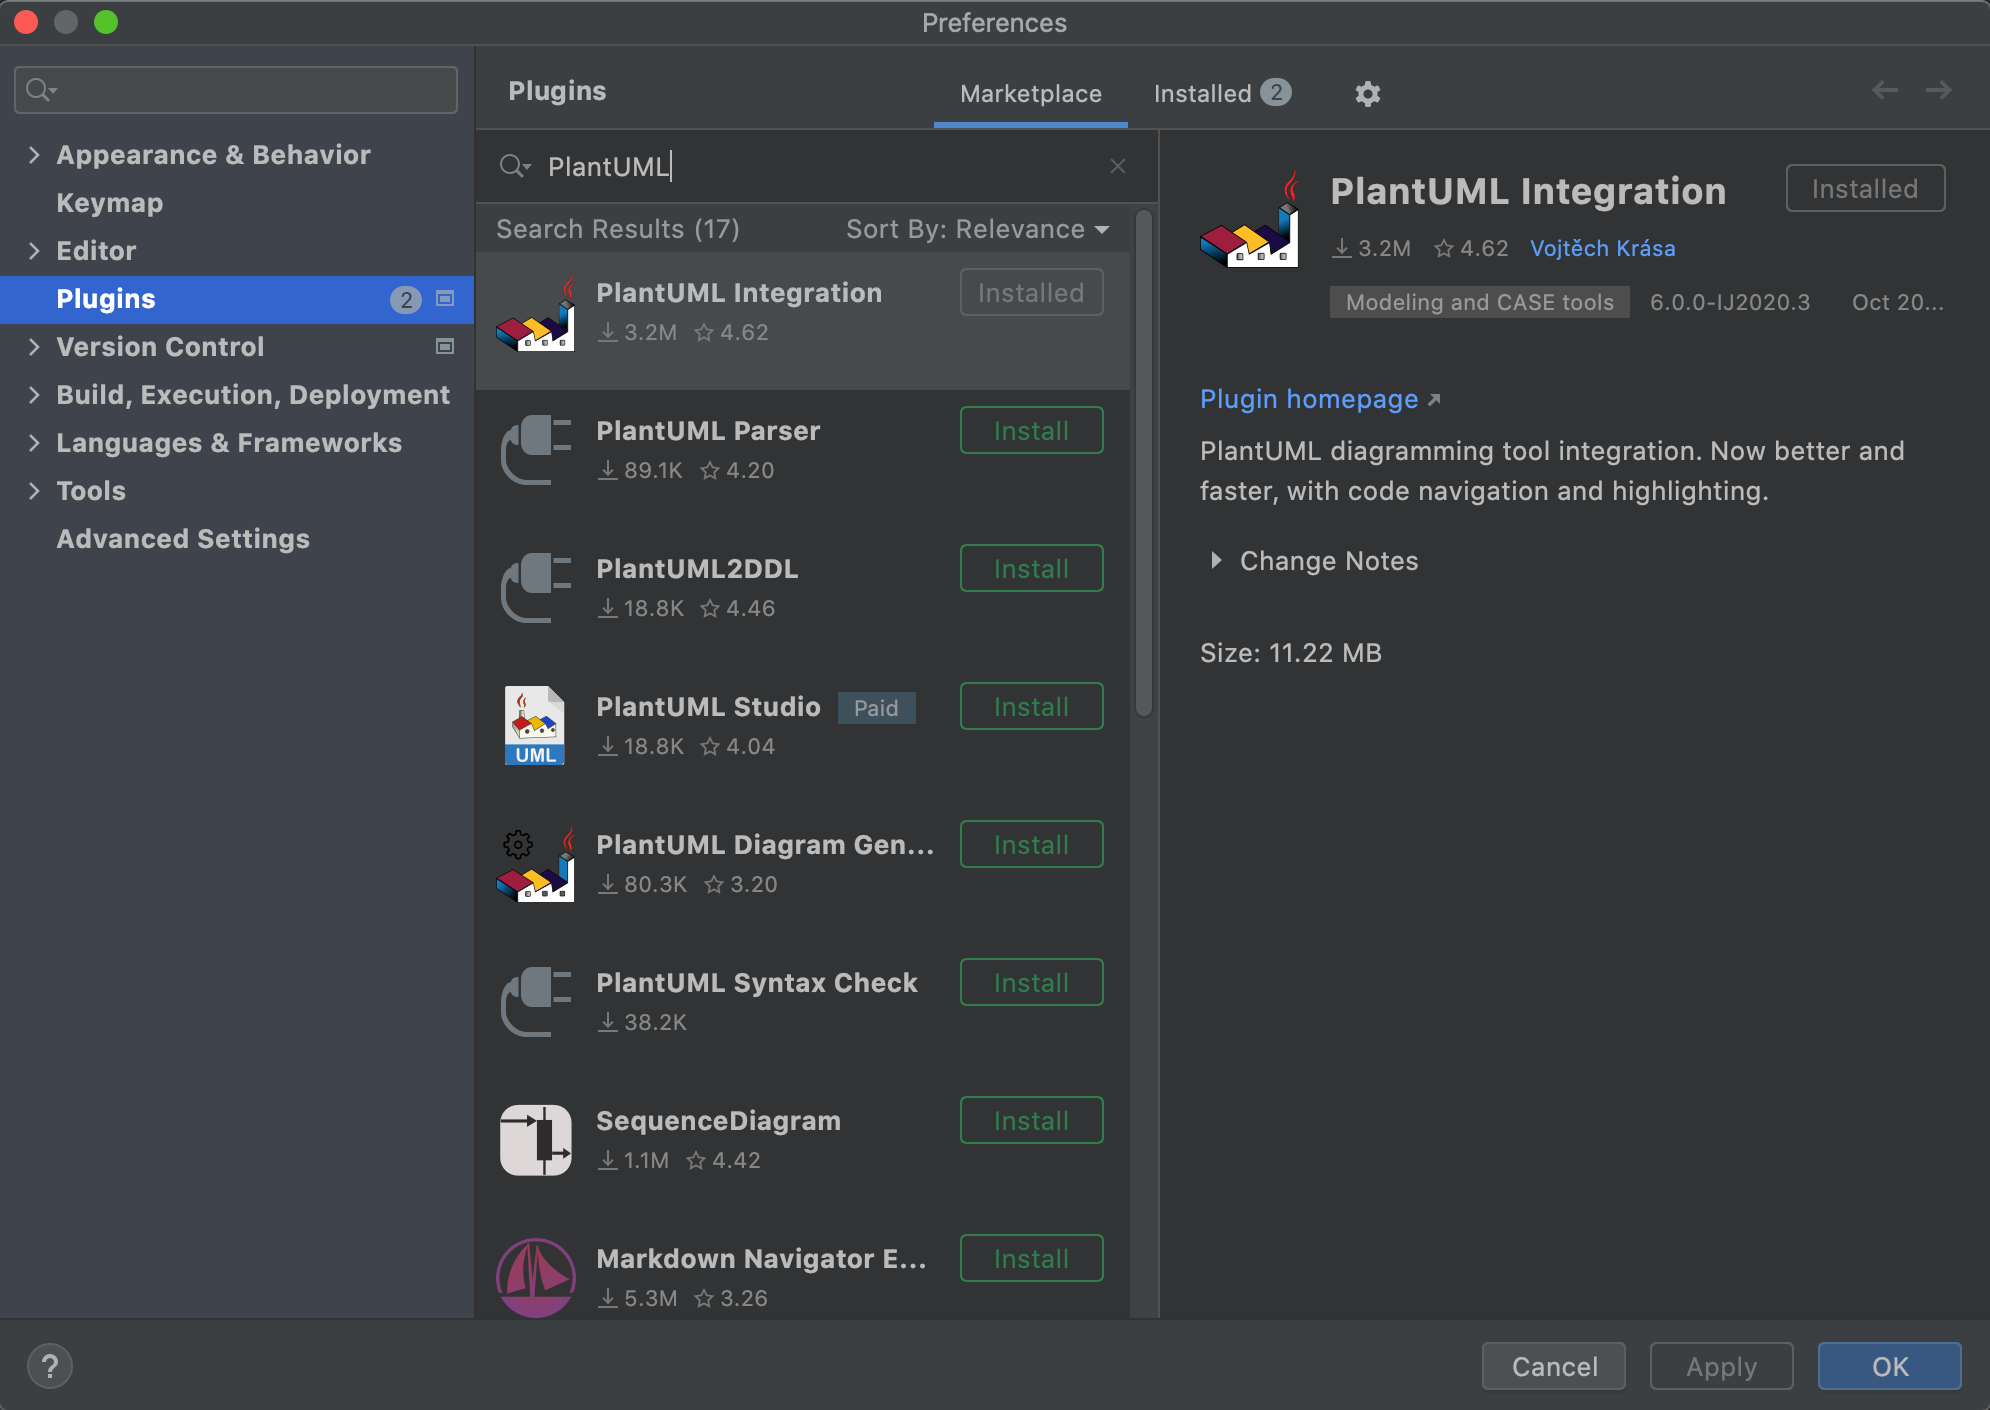 Preferences
Appearance & Behavior
Keymap
Editor
Plugins 2
Version Control
Build, Execution, Deployment
Languages & Frameworks
Tools
Advanced Settings
Plugins
Marketplace
Installed 2
PlantUML
Search Results (17)
Sort By: Relevance
PlantUML Integration
Installed
3.2M 4.62
PlantUML Parser
Install
89.1K 4.20
PlantUML2DDL
Install
18.8K 4.46
UML
PlantUML Studio Paid
Install
18.8K 4.04
PlantUML Diagram Gen...
Install
80.3K 3.20
PlantUML Syntax Check
Install
38.2K
SequenceDiagram
Install
1.1M 4.42
Markdown Navigator E...
Install
5.3M 3.26
PlantUML Integration
Installed
3.2M 4.62 Vojtěch Krása
Modeling and CASE tools 6.0.0-IJ2020.3 Oct 20...
Plugin homepage
PlantUML diagramming tool integration. Now better and
faster, with code navigation and highlighting.
Change Notes
Size: 11.22 MB
?
Cancel
Apply
OK